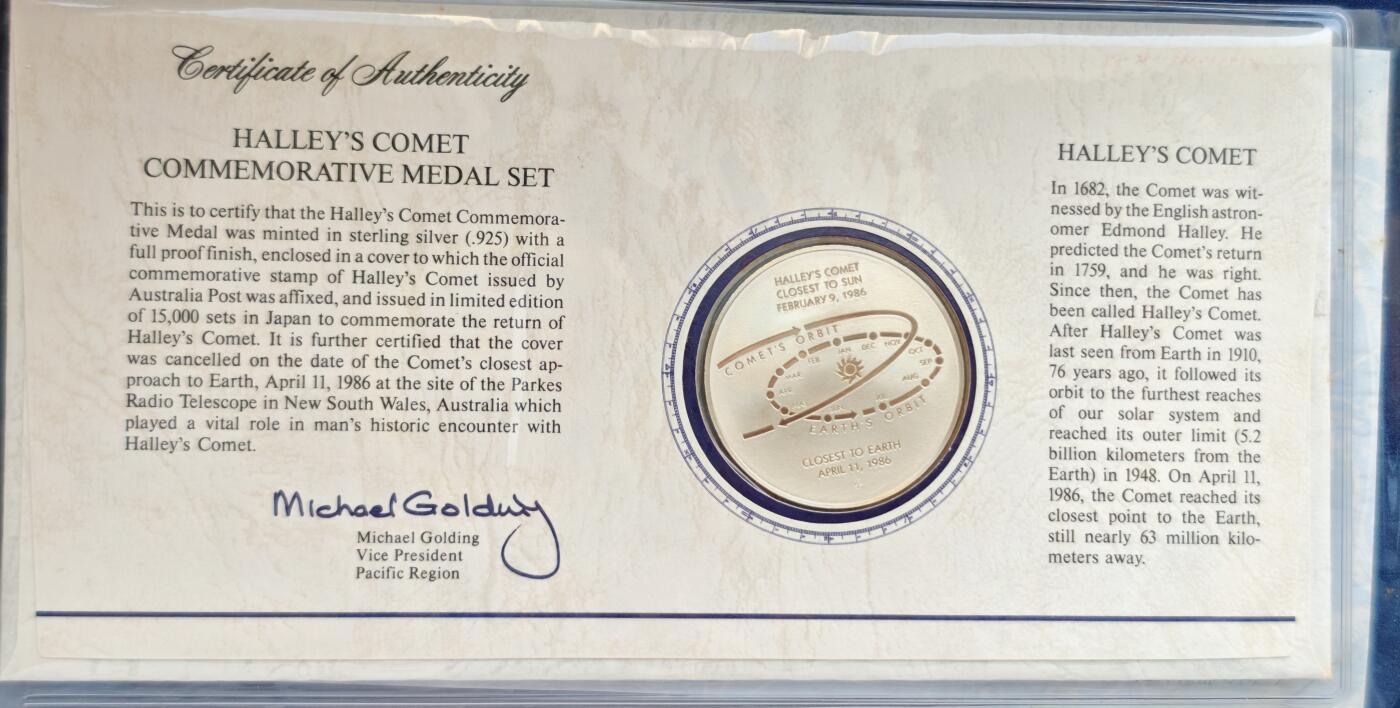 Certificate of Authenticity
HALLEY'S COMET
COMMEMORATIVE MEDAL SET
This is to certify that the Halley's Comet Commemora-
tive Medal was minted in sterling silver (.925) with a
full proof finish, enclosed in a cover to which the official
commemorative stamp of Halley's Comet issued by
Australia Post was affixed, and issued in limited edition
of 15,000 sets in Japan to commemorate the return of
Halley's Comet. It is further certified that the cover
was cancelled on the date of the Comet's closest ap-
proach to Earth, April 11, 1986 at the site of the Parkes
Radio Telescope in New South Wales, Australia which
played a vital role in man's historic encounter with
Halley's Comet.
Michael Golding
Michael Golding
Vice President
Pacific Region
HALLEY'S COMET
CLOSEST TO SUN
FEBRUARY 9, 1986
COMET'S ORBIT
JAN
DEC
NOV
OCT
SEP
AUG
FEB
MAR
EARTH'S ORBIT
CLOSEST TO EARTH
APRIL 11, 1986
HALLEY'S COMET
In 1682, the Comet was wit-
nessed by the English astron-
omer Edmond Halley. He
predicted the Comet's return
in 1759, and he was right.
Since then, the Comet has
been called Halley's Comet.
After Halley's Comet was
last seen from Earth in 1910,
76 years ago, it followed its
orbit to the furthest reaches
of our solar system and
reached its outer limit (5.2
billion kilometers from the
Earth) in 1948. On April 11,
1986, the Comet reached its
closest point to the Earth,
still nearly 63 million kilo-
meters away.